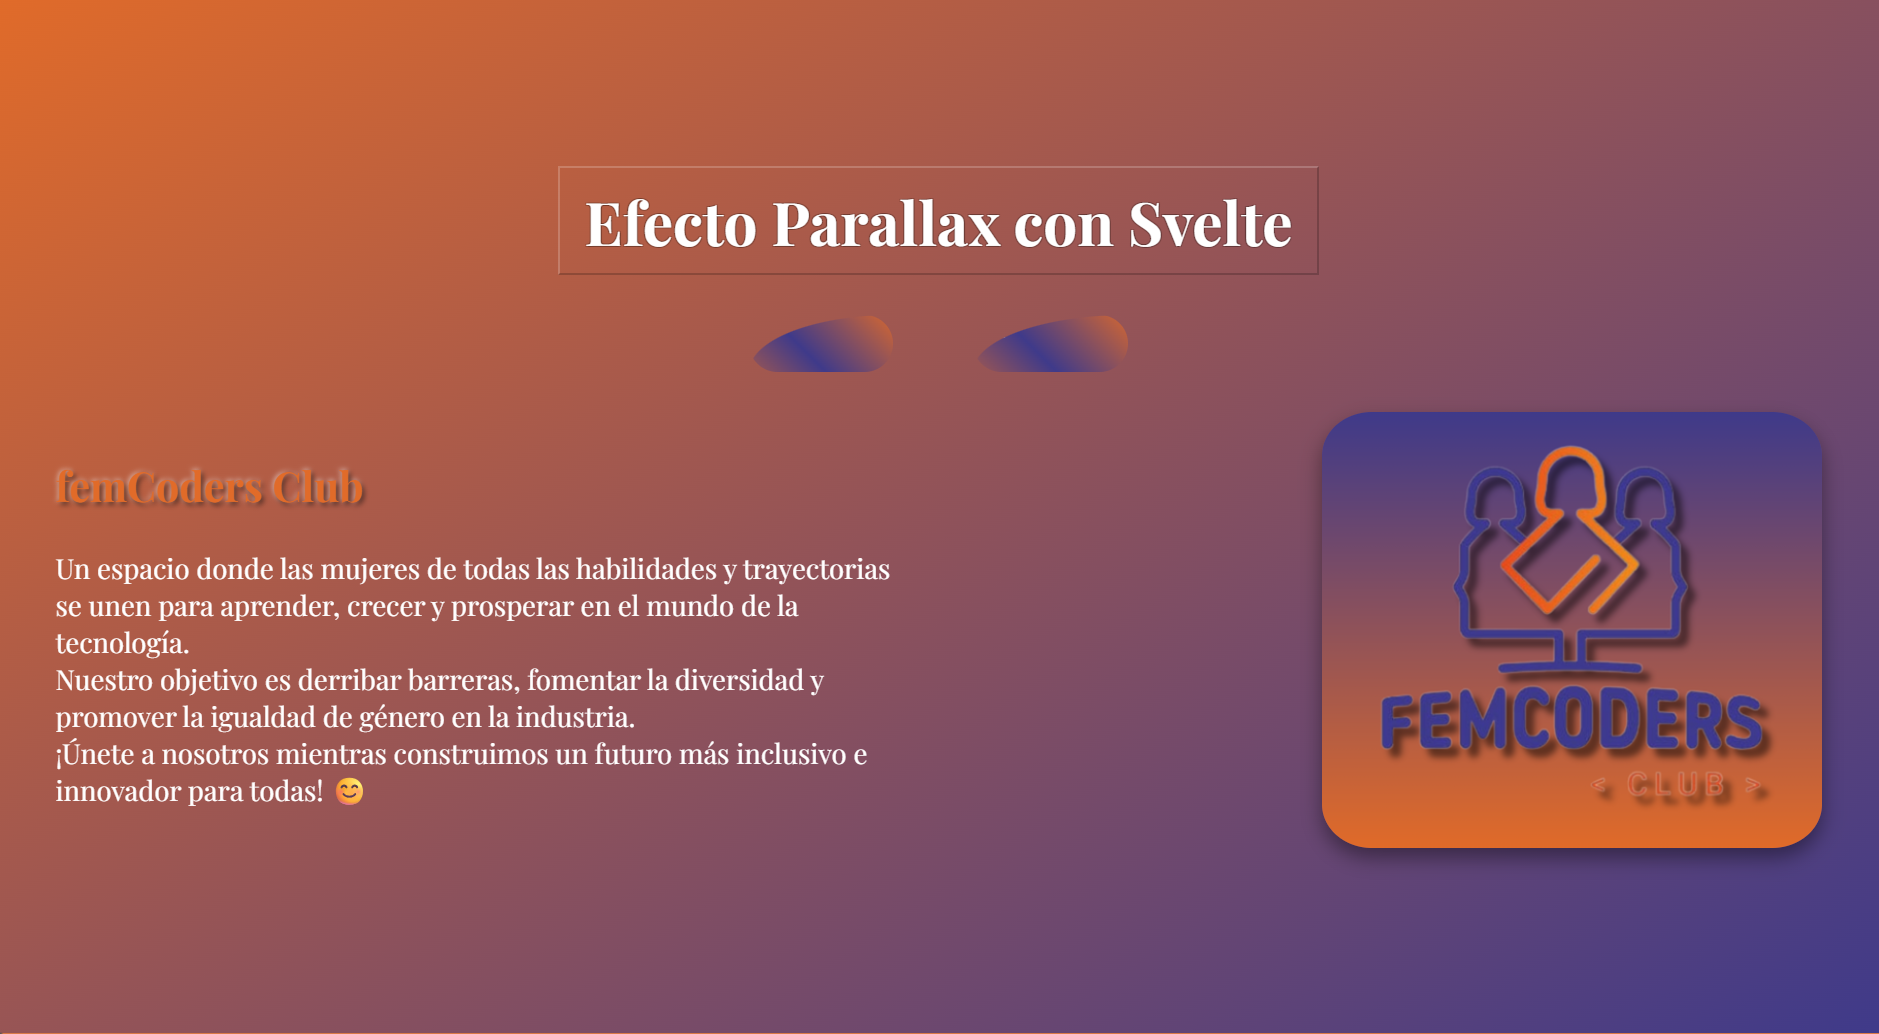 Efecto Parallax con Svelte
femCoders Club
Un espacio donde las mujeres de todas las habilidades y trayectorias
se unen para aprender, crecer y prosperar en el mundo de la
tecnología.
Nuestro objetivo es derribar barreras, fomentar la diversidad y
promover la igualdad de género en la industria.
¡Únete a nosotros mientras construimos un futuro más inclusivo e
innovador para todas! 😊
FEMCODERS
< CLUB >